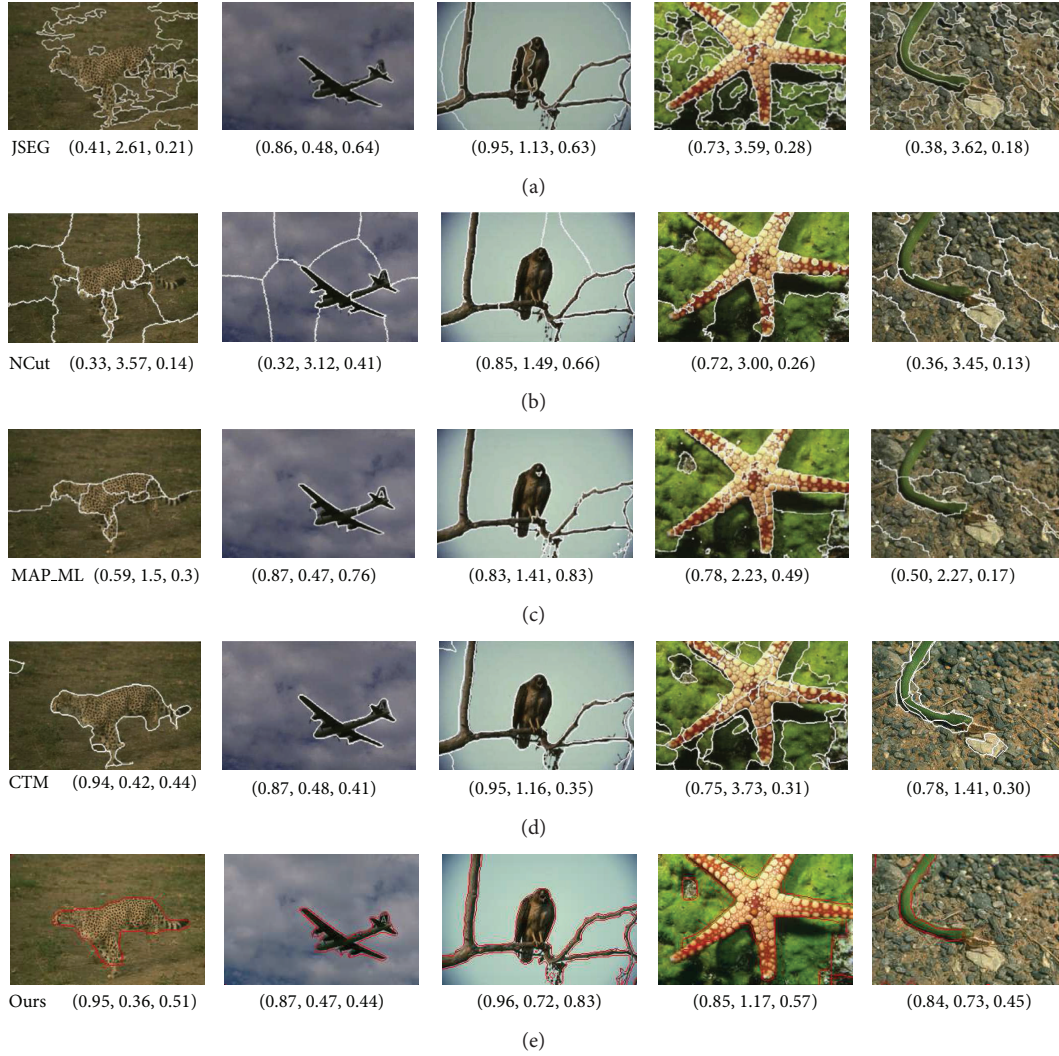 JSEG (0.41, 2.61, 0.21) (0.86, 0.48, 0.64) (0.95, 1.13, 0.63) (0.73, 3.59, 0.28) (0.38, 3.62, 0.18)
(a)
NCut (0.33, 3.57, 0.14) (0.32, 3.12, 0.41) (0.85, 1.49, 0.66) (0.72, 3.00, 0.26) (0.36, 3.45, 0.13)
(b)
MAP_ML (0.59, 1.5, 0.3) (0.87, 0.47, 0.76) (0.83, 1.41, 0.83) (0.78, 2.23, 0.49) (0.50, 2.27, 0.17)
(c)
CTM (0.94, 0.42, 0.44) (0.87, 0.48, 0.41) (0.95, 1.16, 0.35) (0.75, 3.73, 0.31) (0.78, 1.41, 0.30)
(d)
Ours (0.95, 0.36, 0.51) (0.87, 0.47, 0.44) (0.96, 0.72, 0.83) (0.85, 1.17, 0.57) (0.84, 0.73, 0.45)
(e)